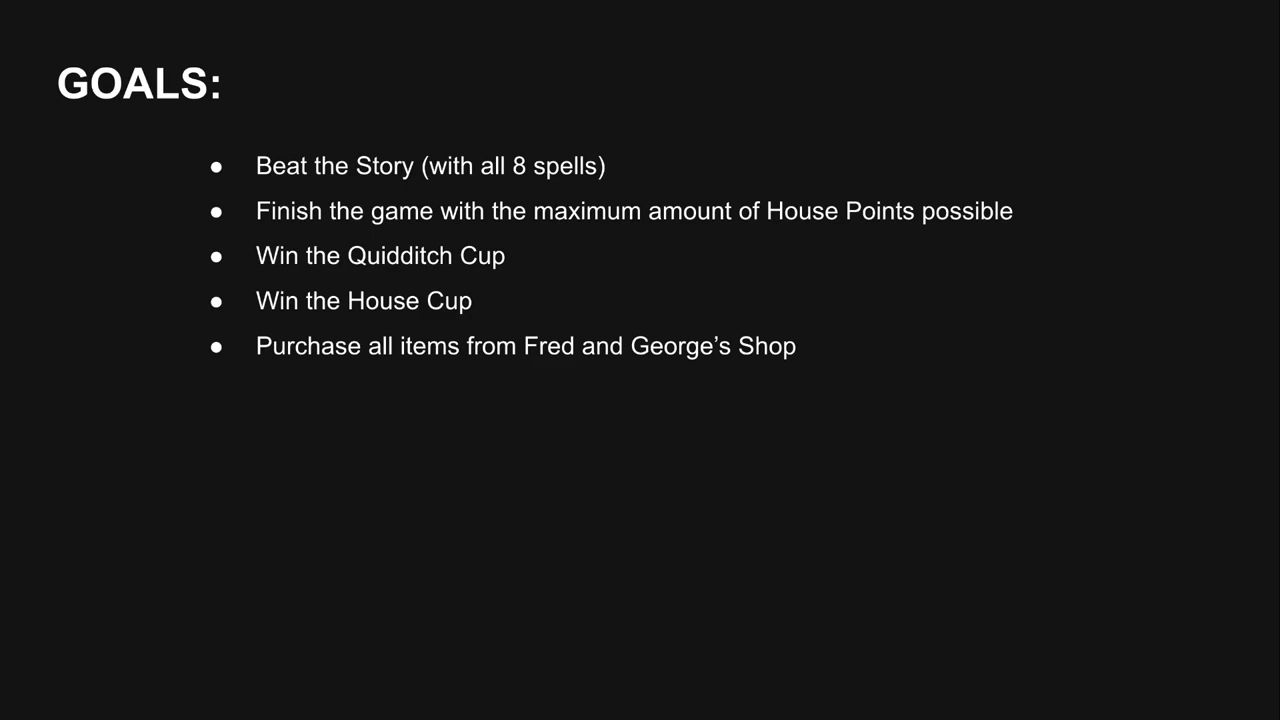 GOALS:
● Beat the Story (with all 8 spells)
● Finish the game with the maximum amount of House Points possible
● Win the Quidditch Cup
● Win the House Cup
● Purchase all items from Fred and George’s Shop